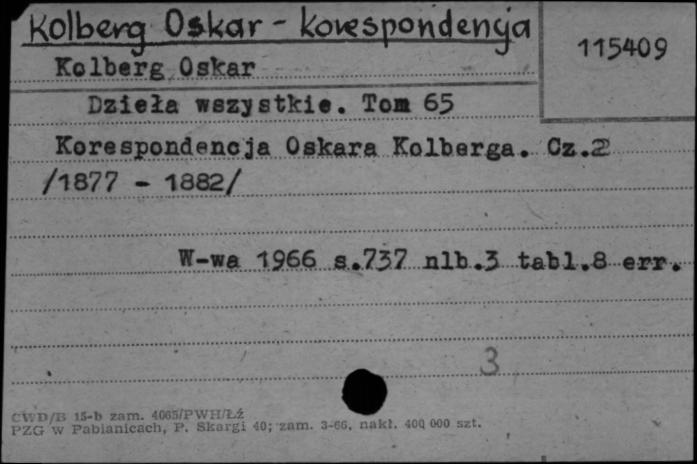 Kolberg Oskar - korespondencja
115409
Kolberg Oskar
Dzieła wszystkie. Tom 65
Korespondencja Oskara Kolberga. Cz.2
/1877 - 1882/
W-wa 1966 s.737 nlb.3 tabl.8 err.
3
CWD/B 15-b zam. 4065/PWH/Łź
PZG w Pabianicach, P. Skargi 40; zam. 3-66, nakł. 400 000 szt.